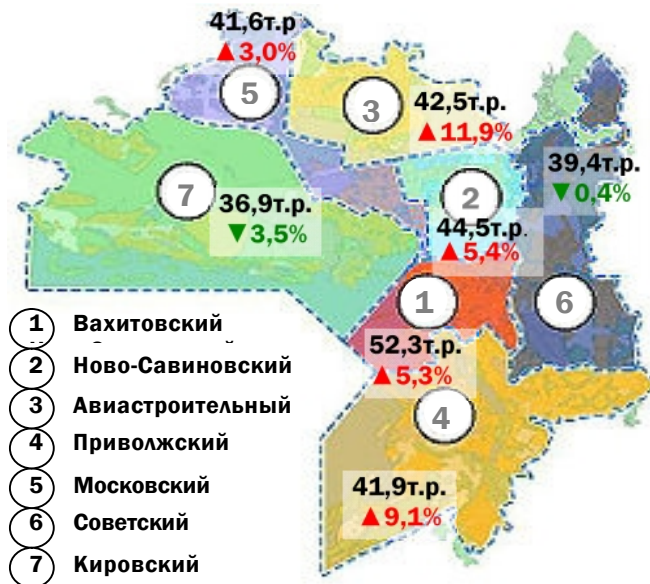 41,6т.р.
▲3,0%
5
3
42,5т.р.
▲11,9%
39,4т.р.
▼0,4%
7
36,9т.р.
▼3,5%
2
44,5т.р.
▲5,4%
1
6
52,3т.р.
▲5,3%
4
41,9т.р.
▲9,1%
1 Вахитовский
2 Ново-Савиновский
3 Авиастроительный
4 Приволжский
5 Московский
6 Советский
7 Кировский